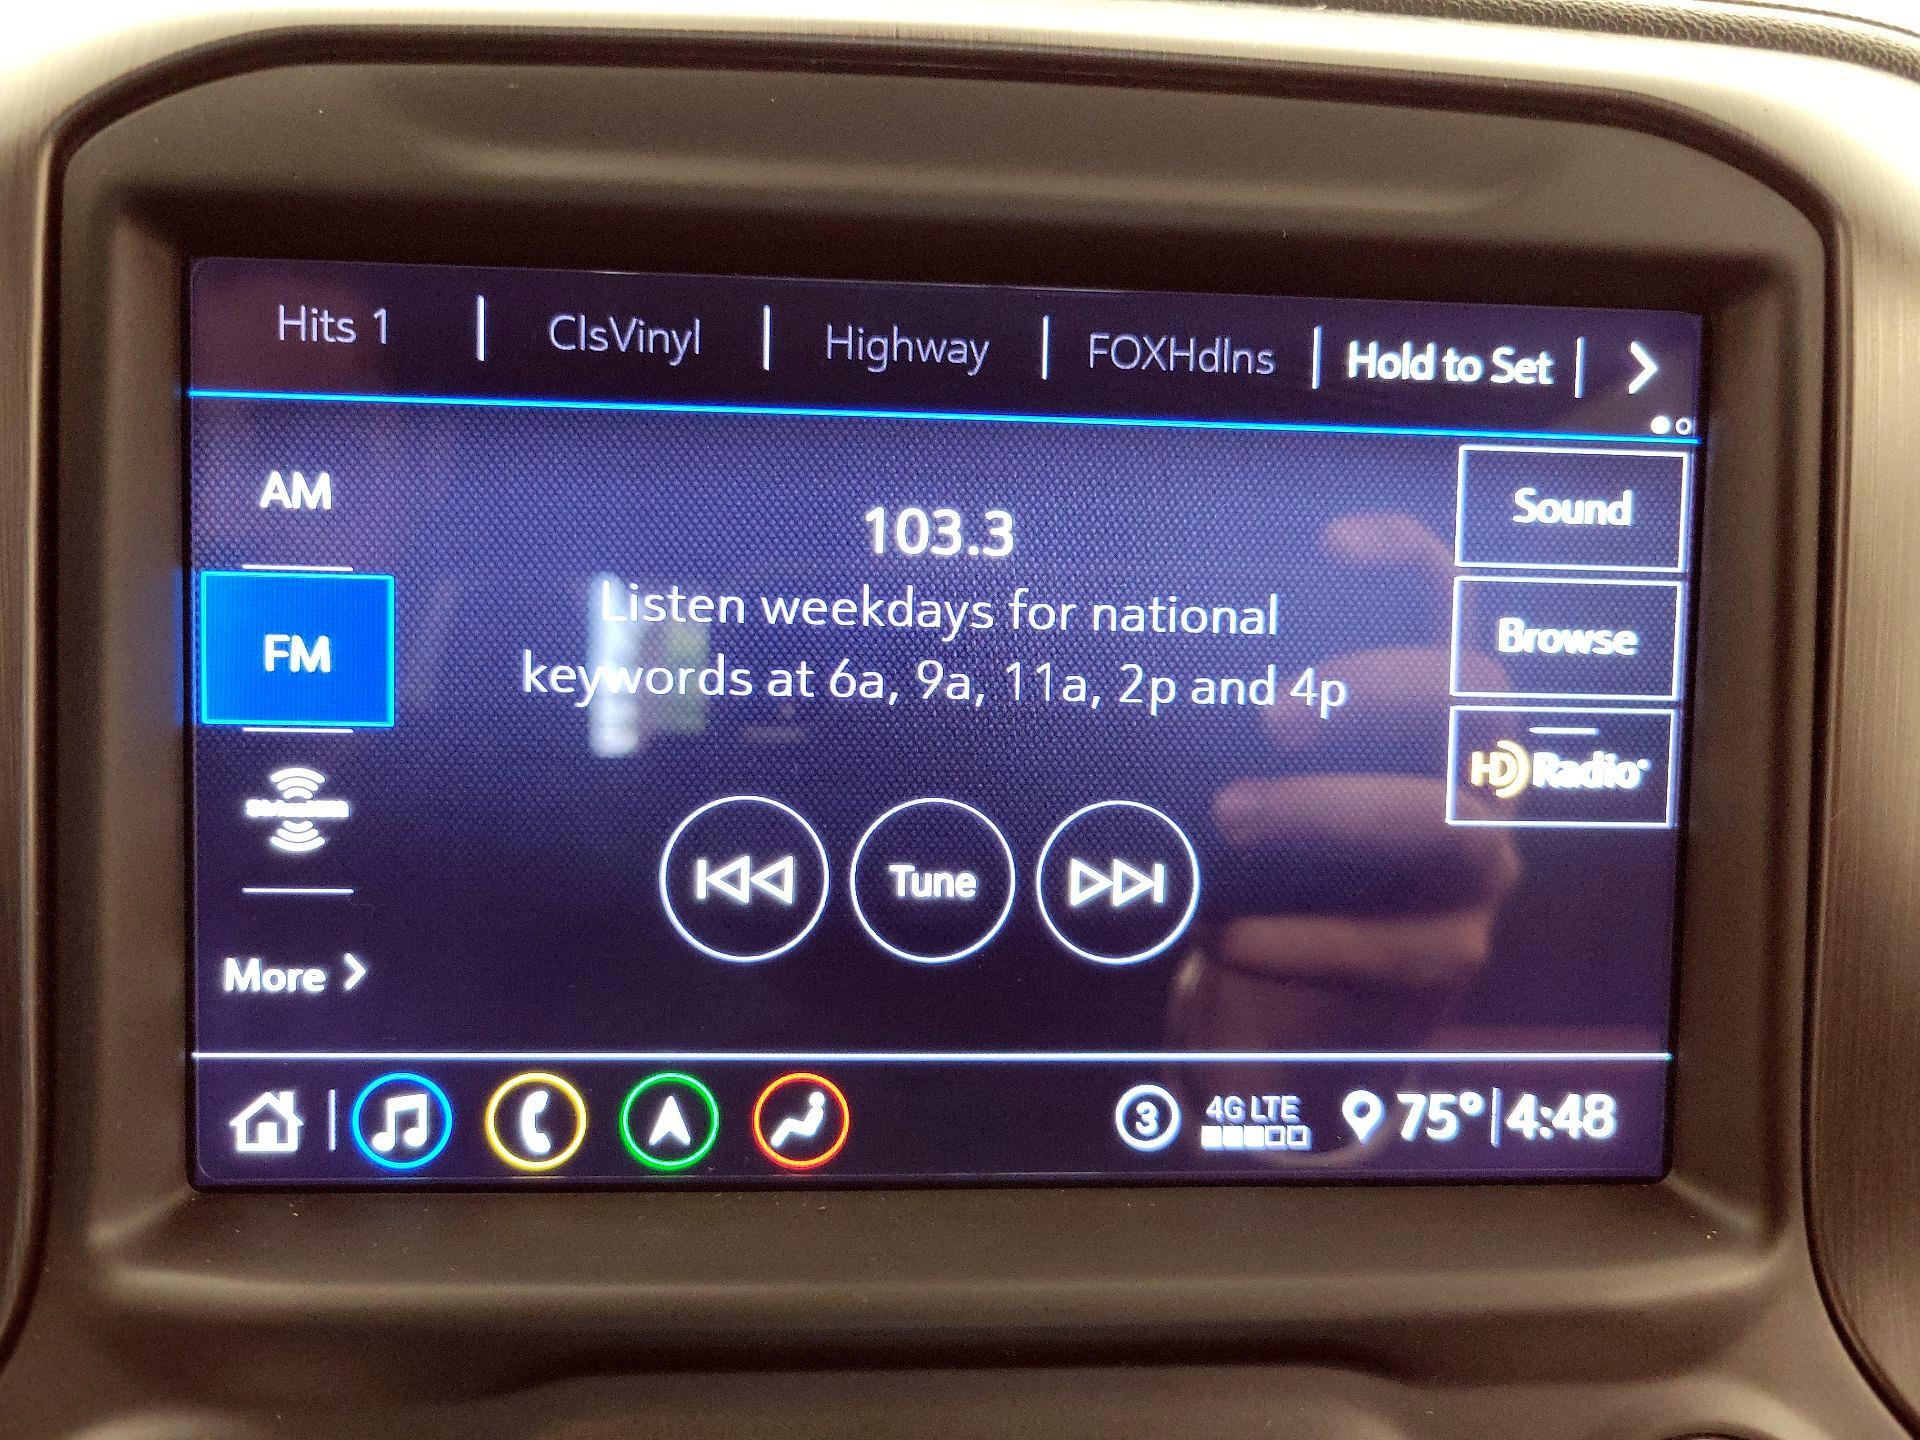 Hits 1 | ClsVinyl | Highway | FOXHdlns | Hold to Set | >
AM
Sound
103.3
FM
Listen weekdays for national
keywords at 6a, 9a, 11a, 2p and 4p
Browse
HD Radio
Tune
More >
3 4G LTE 75° | 4:48